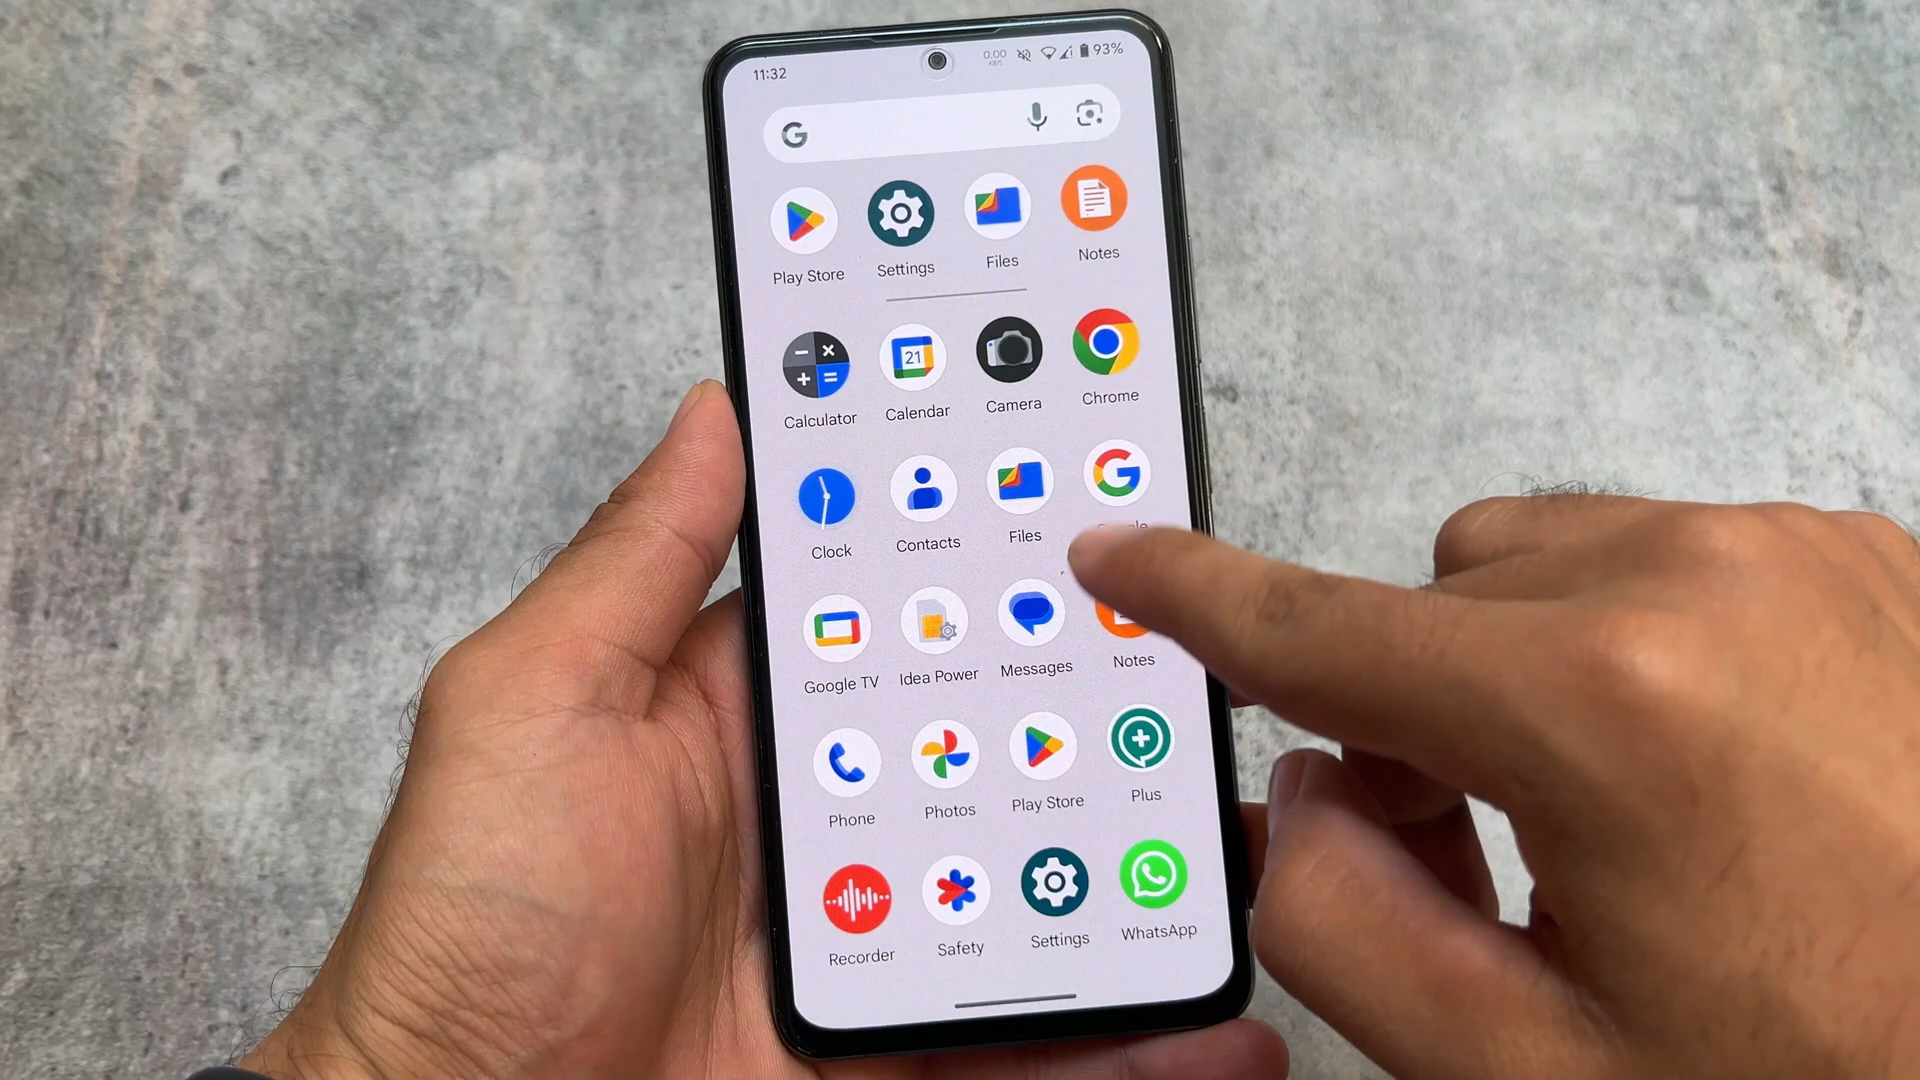 11:32
0.00
KB/S
93%
G
Play Store
Settings
Files
Notes
Calculator
21
Calendar
Camera
Chrome
Clock
Contacts
Files
G
Google TV
Idea Power
Messages
Notes
Phone
Photos
Play Store
Plus
Recorder
Safety
Settings
WhatsApp